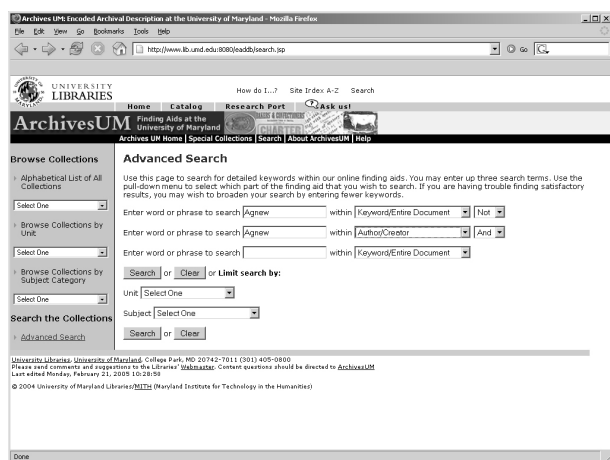 Archives UM: Encoded Archival Description at the University of Maryland - Mozilla Firefox
File Edit View Go Bookmarks Tools Help
http://www.lib.umd.edu:8080/eaddb/search.jsp
Go
UNIVERSITY
LIBRARIES
How do I...? Site Index A-Z Search
Home Catalog Research Port Ask us!
ArchivesUM
Finding Aids at the
University of Maryland
Archives UM Home | Special Collections | Search | About ArchivesUM | Help
Browse Collections
Alphabetical List of All
Collections
Select One
Browse Collections by
Unit
Select One
Browse Collections by
Subject Category
Select One
Search the Collections
Advanced Search
Advanced Search
Use this page to search for detailed keywords within our online finding aids. You may enter up three search terms. Use the
pull-down menu to select which part of the finding aid that you wish to search. If you are having trouble finding satisfactory
results, you may wish to broaden your search by entering fewer keywords.
Enter word or phrase to search Agnew within Keyword/Entire Document Not
Enter word or phrase to search Agnew within Author/Creator And
Enter word or phrase to search within Keyword/Entire Document
Search or Clear or Limit search by:
Unit Select One
Subject Select One
Search or Clear
University Libraries, University of Maryland, College Park, MD 20742-7011 (301) 405-0800
Please send comments and suggestions to the Libraries' Webmaster. Content questions should be directed to ArchivesUM
Last edited Monday, February 21, 2005 10:28:50
© 2004 University of Maryland Libraries/MITH (Maryland Institute for Technology in the Humanities)
Done